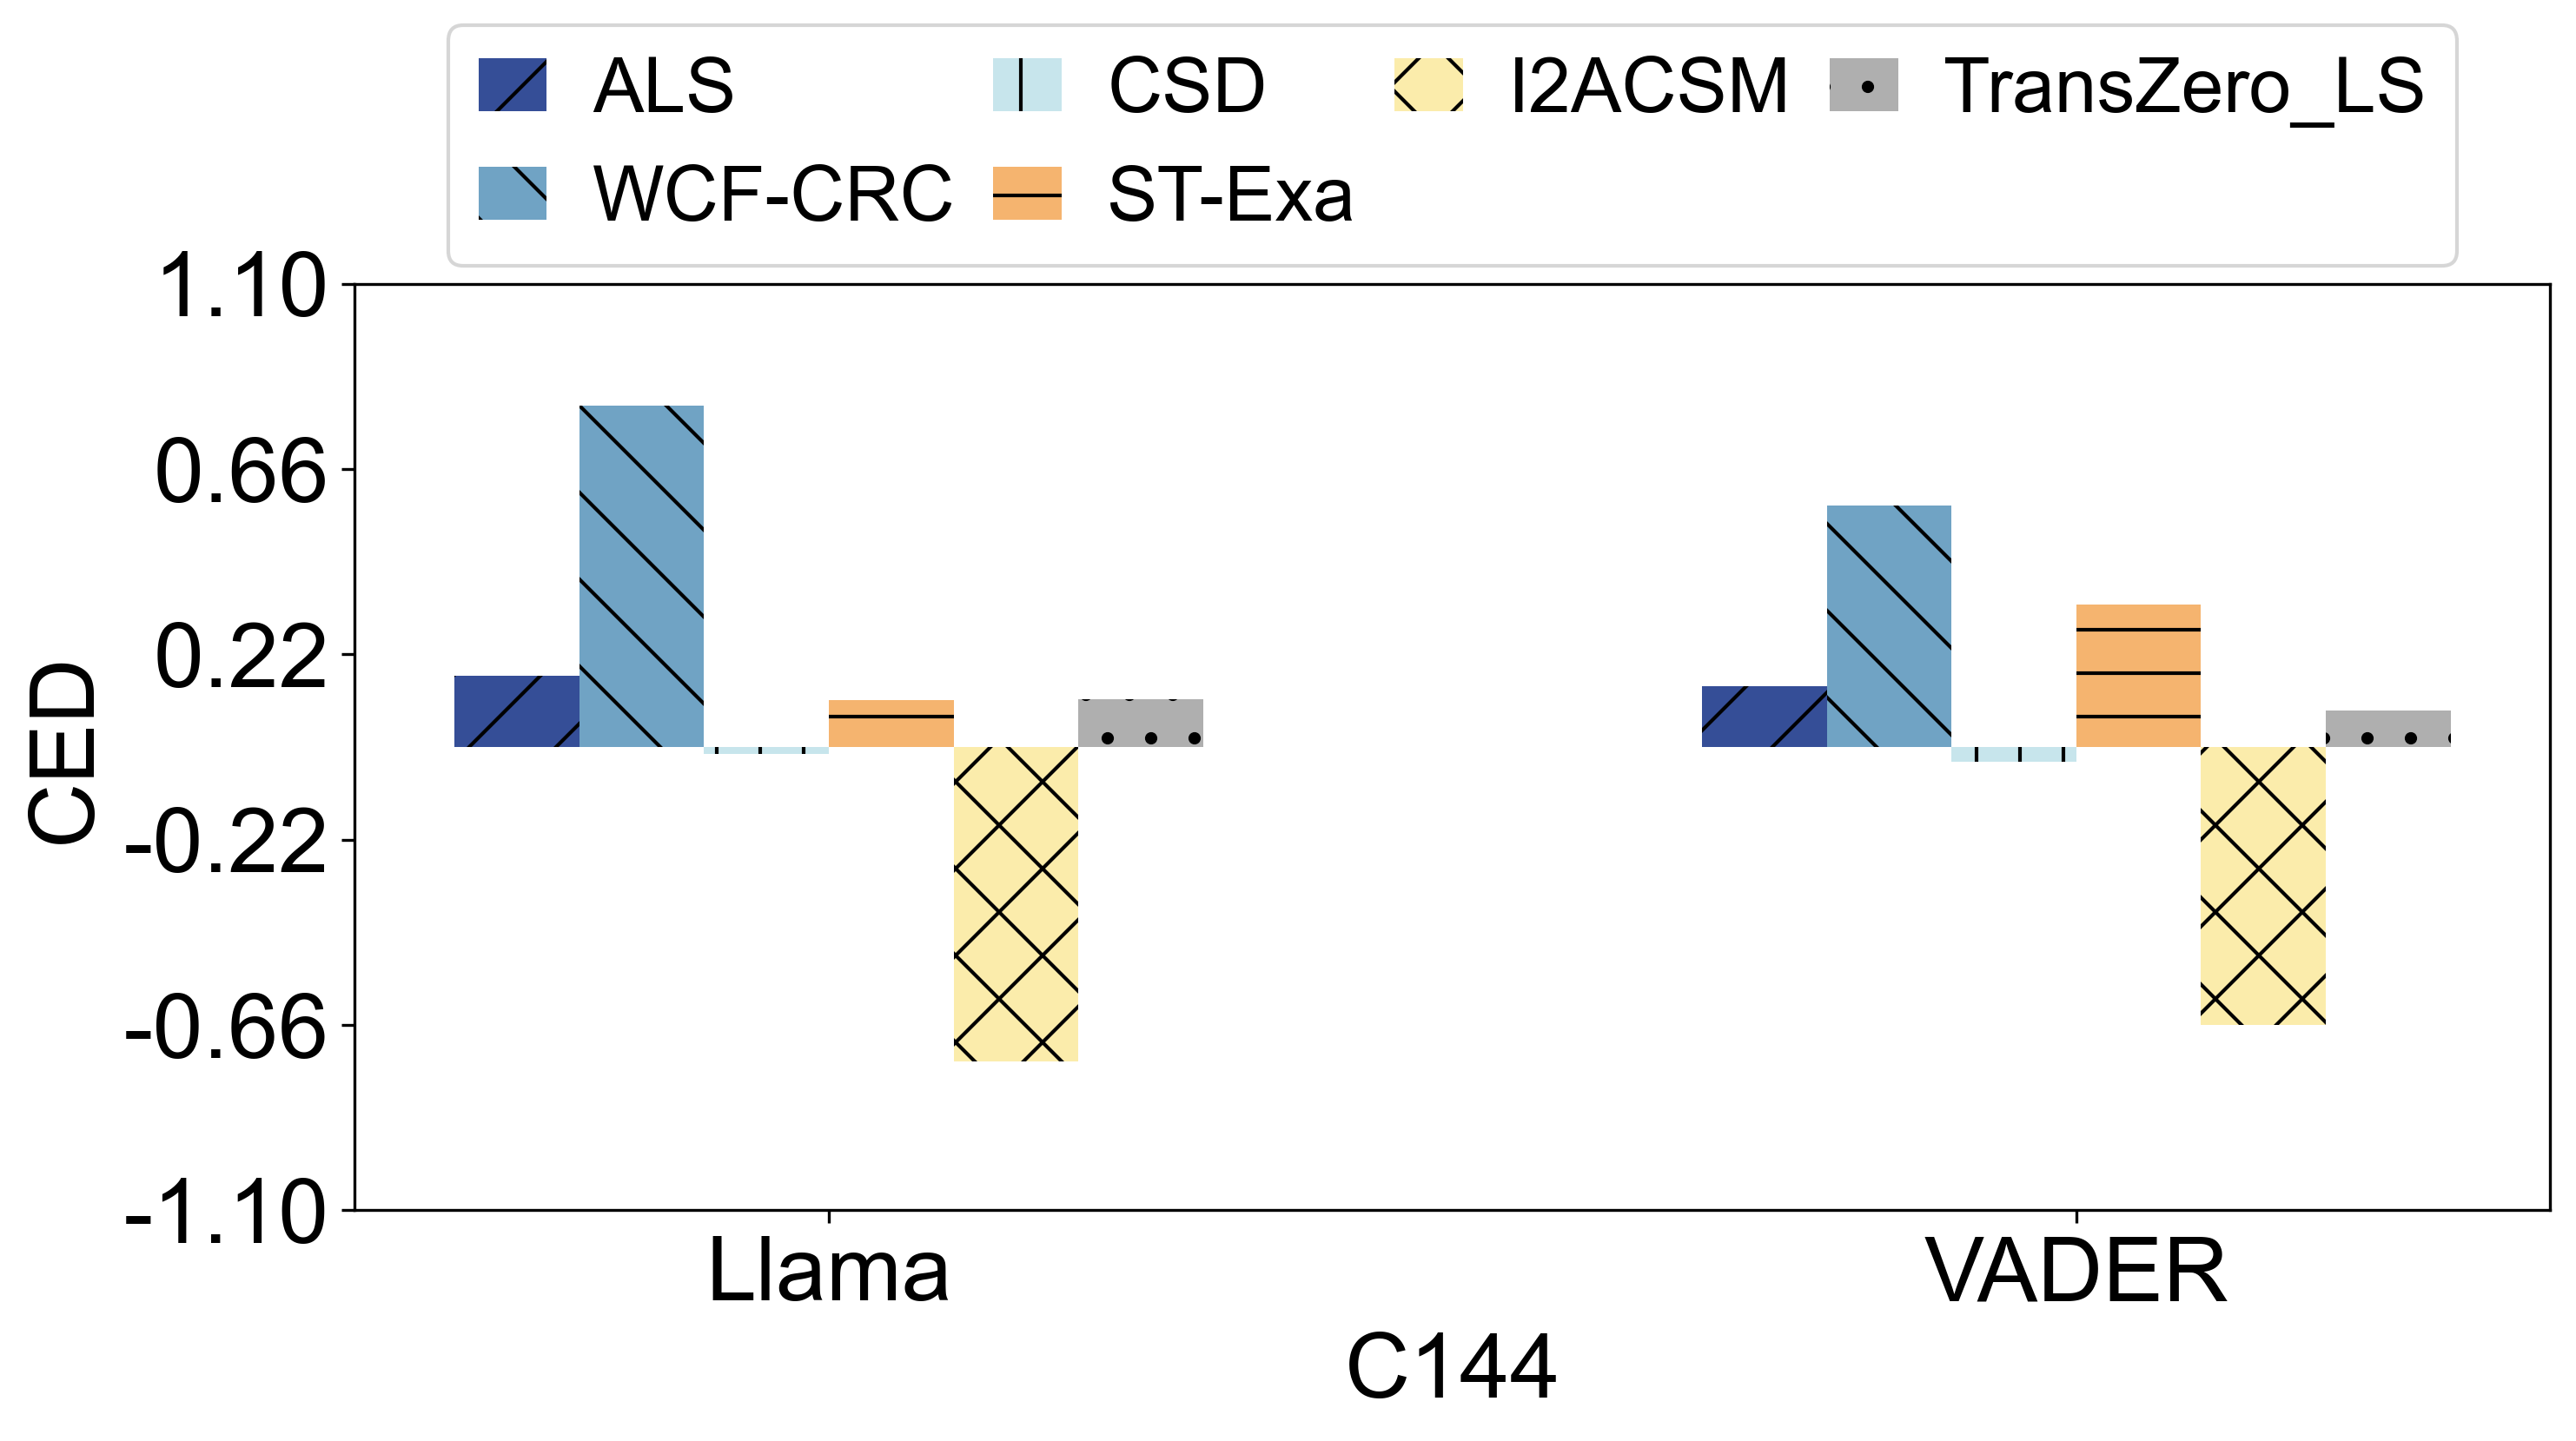 ALS CSD I2ACSM TransZero_LS
WCF-CRC ST-Exa
1.10
0.66
0.22
-0.22
-0.66
-1.10
CED
Llama VADER
C144